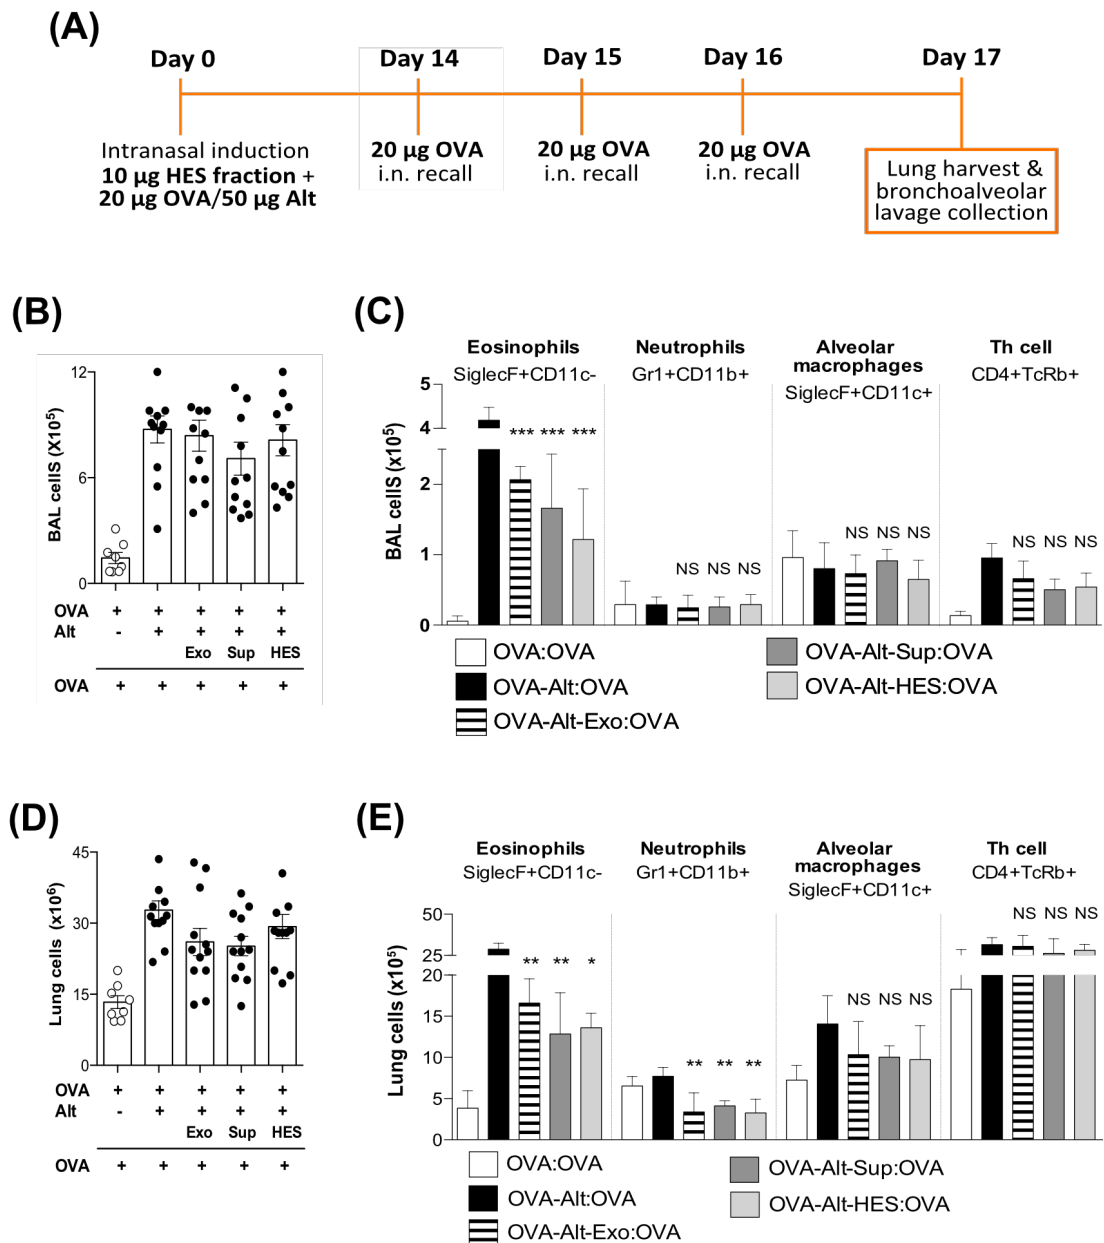 (A)
Day 0 Day 14 Day 15 Day 16 Day 17
Intranasal induction
10 µg HES fraction +
20 µg OVA/50 µg Alt
20 µg OVA
i.n. recall
20 µg OVA
i.n. recall
20 µg OVA
i.n. recall
Lung harvest &
bronchoalveolar
lavage collection
(B)
BAL cellS (X10⁵)
12
6
0
OVA + + + + +
Alt - + + + +
Exo Sup HES
OVA + + + + +
(C)
Eosinophils
SiglecF+CD11c-
Neutrophils
Gr1+CD11b+
Alveolar
macrophages
SiglecF+CD11c+
Th cell
CD4+TcRb+
BAL cellS (x10⁵)
5
4
2
1
0
*** *** ***
NS NS NS
NS NS NS
NS NS NS
OVA:OVA
OVA-Alt:OVA
OVA-Alt-Exo:OVA
OVA-Alt-Sup:OVA
OVA-Alt-HES:OVA
(D)
Lung cells (x10⁶)
45
30
15
0
OVA + + + + +
Alt - + + + +
Exo Sup HES
OVA + + + + +
(E)
Eosinophils
SiglecF+CD11c-
Neutrophils
Gr1+CD11b+
Alveolar
macrophages
SiglecF+CD11c+
Th cell
CD4+TcRb+
Lung cells (x10⁵)
50
25
20
15
10
5
0
** ** *
** ** **
NS NS NS
NS NS NS
OVA:OVA
OVA-Alt:OVA
OVA-Alt-Exo:OVA
OVA-Alt-Sup:OVA
OVA-Alt-HES:OVA